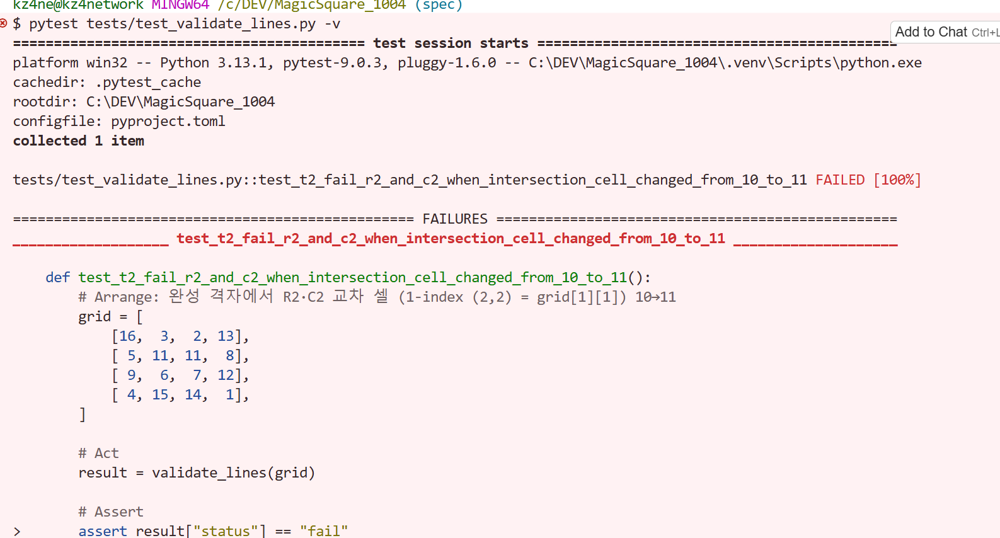 kz4ne@kz4network MINGW64 /c/DEV/MagicSquare_1004 (spec)
$ pytest tests/test_validate_lines.py -v
Add to Chat Ctrl+L
=========================================== test session starts ============================================
platform win32 -- Python 3.13.1, pytest-9.0.3, pluggy-1.6.0 -- C:\DEV\MagicSquare_1004\.venv\Scripts\python.exe
cachedir: .pytest_cache
rootdir: C:\DEV\MagicSquare_1004
configfile: pyproject.toml
collected 1 item
tests/test_validate_lines.py::test_t2_fail_r2_and_c2_when_intersection_cell_changed_from_10_to_11 FAILED [100%]
================================================= FAILURES =================================================
___________________ test_t2_fail_r2_and_c2_when_intersection_cell_changed_from_10_to_11 ____________________
def test_t2_fail_r2_and_c2_when_intersection_cell_changed_from_10_to_11():
# Arrange: 완성 격자에서 R2·C2 교차 셀 (1-index (2,2) = grid[1][1]) 10→11
grid = [
[16, 3, 2, 13],
[ 5, 11, 11, 8],
[ 9, 6, 7, 12],
[ 4, 15, 14, 1],
]
# Act
result = validate_lines(grid)
# Assert
> assert result["status"] == "fail"